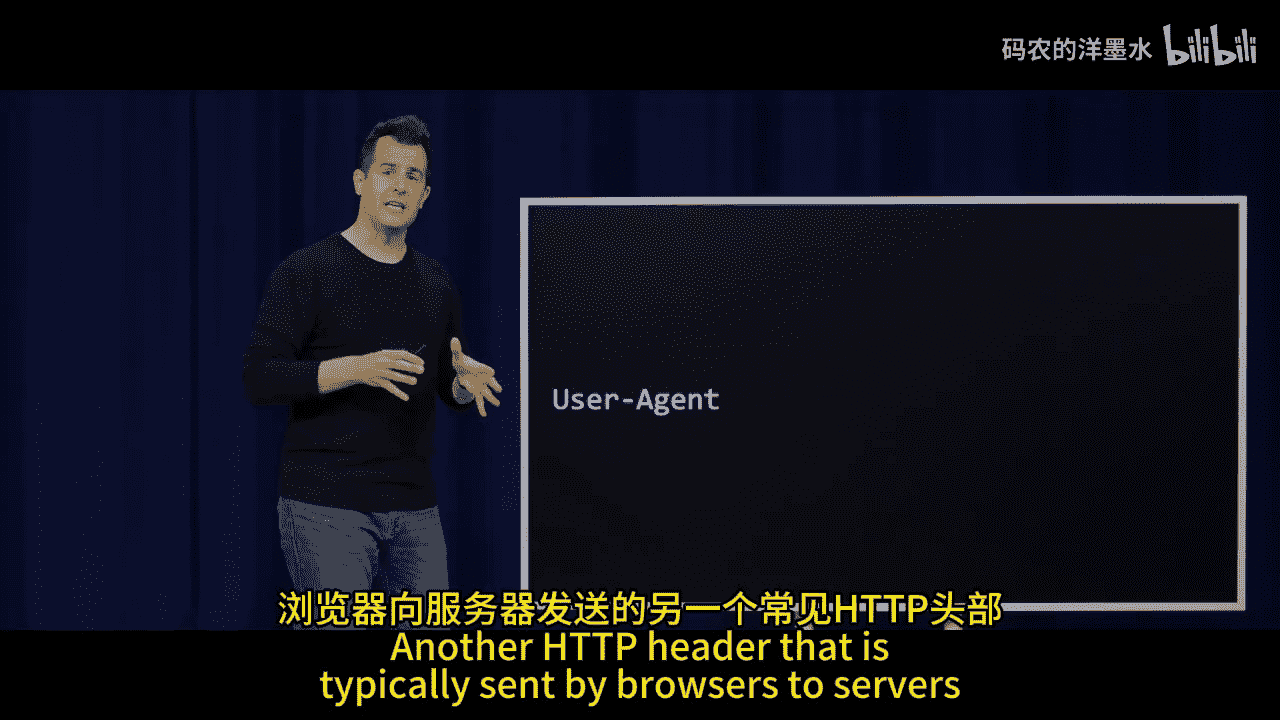 码农的洋墨水 bilibili
User-Agent
浏览器向服务器发送的另一个常见HTTP头部
Another HTTP header that is
typically sent by browsers to servers